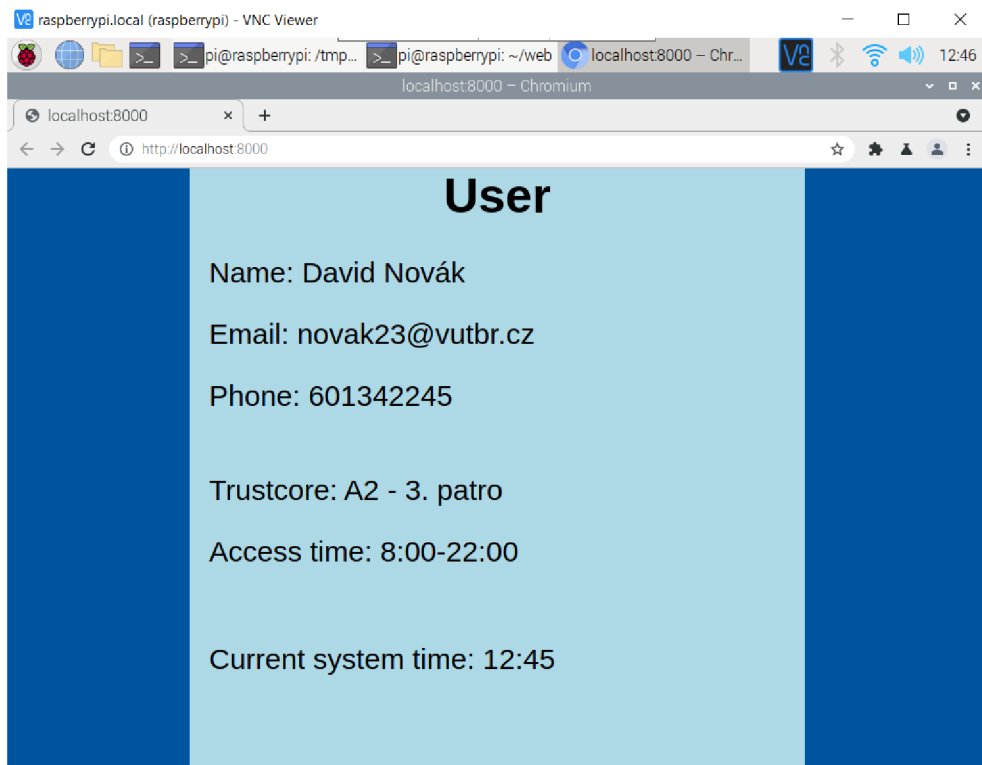 raspberrypi.local (raspberrypi) - VNC Viewer
pi@raspberrypi: /tmp... pi@raspberrypi: ~/web localhost:8000 – Chr... 12:46
localhost:8000 – Chromium
localhost:8000
http://localhost:8000
User
Name: David Novák
Email: novak23@vutbr.cz
Phone: 601342245
Trustcore: A2 - 3. patro
Access time: 8:00-22:00
Current system time: 12:45